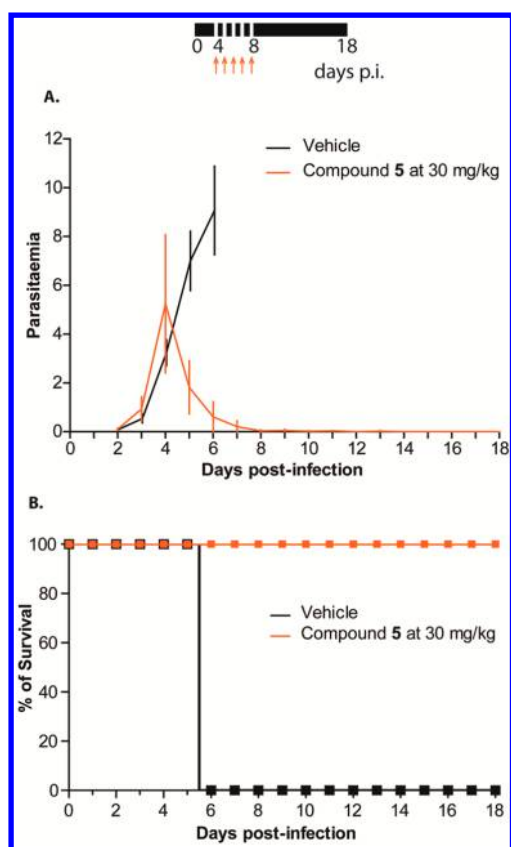 0 4 8 18
days p.i.
A.
12
10
8
6
4
2
0
Parasitaemia
Vehicle
Compound 5 at 30 mg/kg
0 2 4 6 8 10 12 14 16 18
Days post-infection
B.
100
80
60
40
20
0
% of Survival
Vehicle
Compound 5 at 30 mg/kg
0 2 4 6 8 10 12 14 16 18
Days post-infection